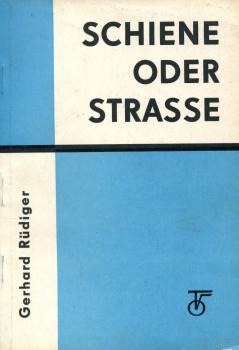 SCHIENE
ODER
STRASSE
Gerhard Rüdiger